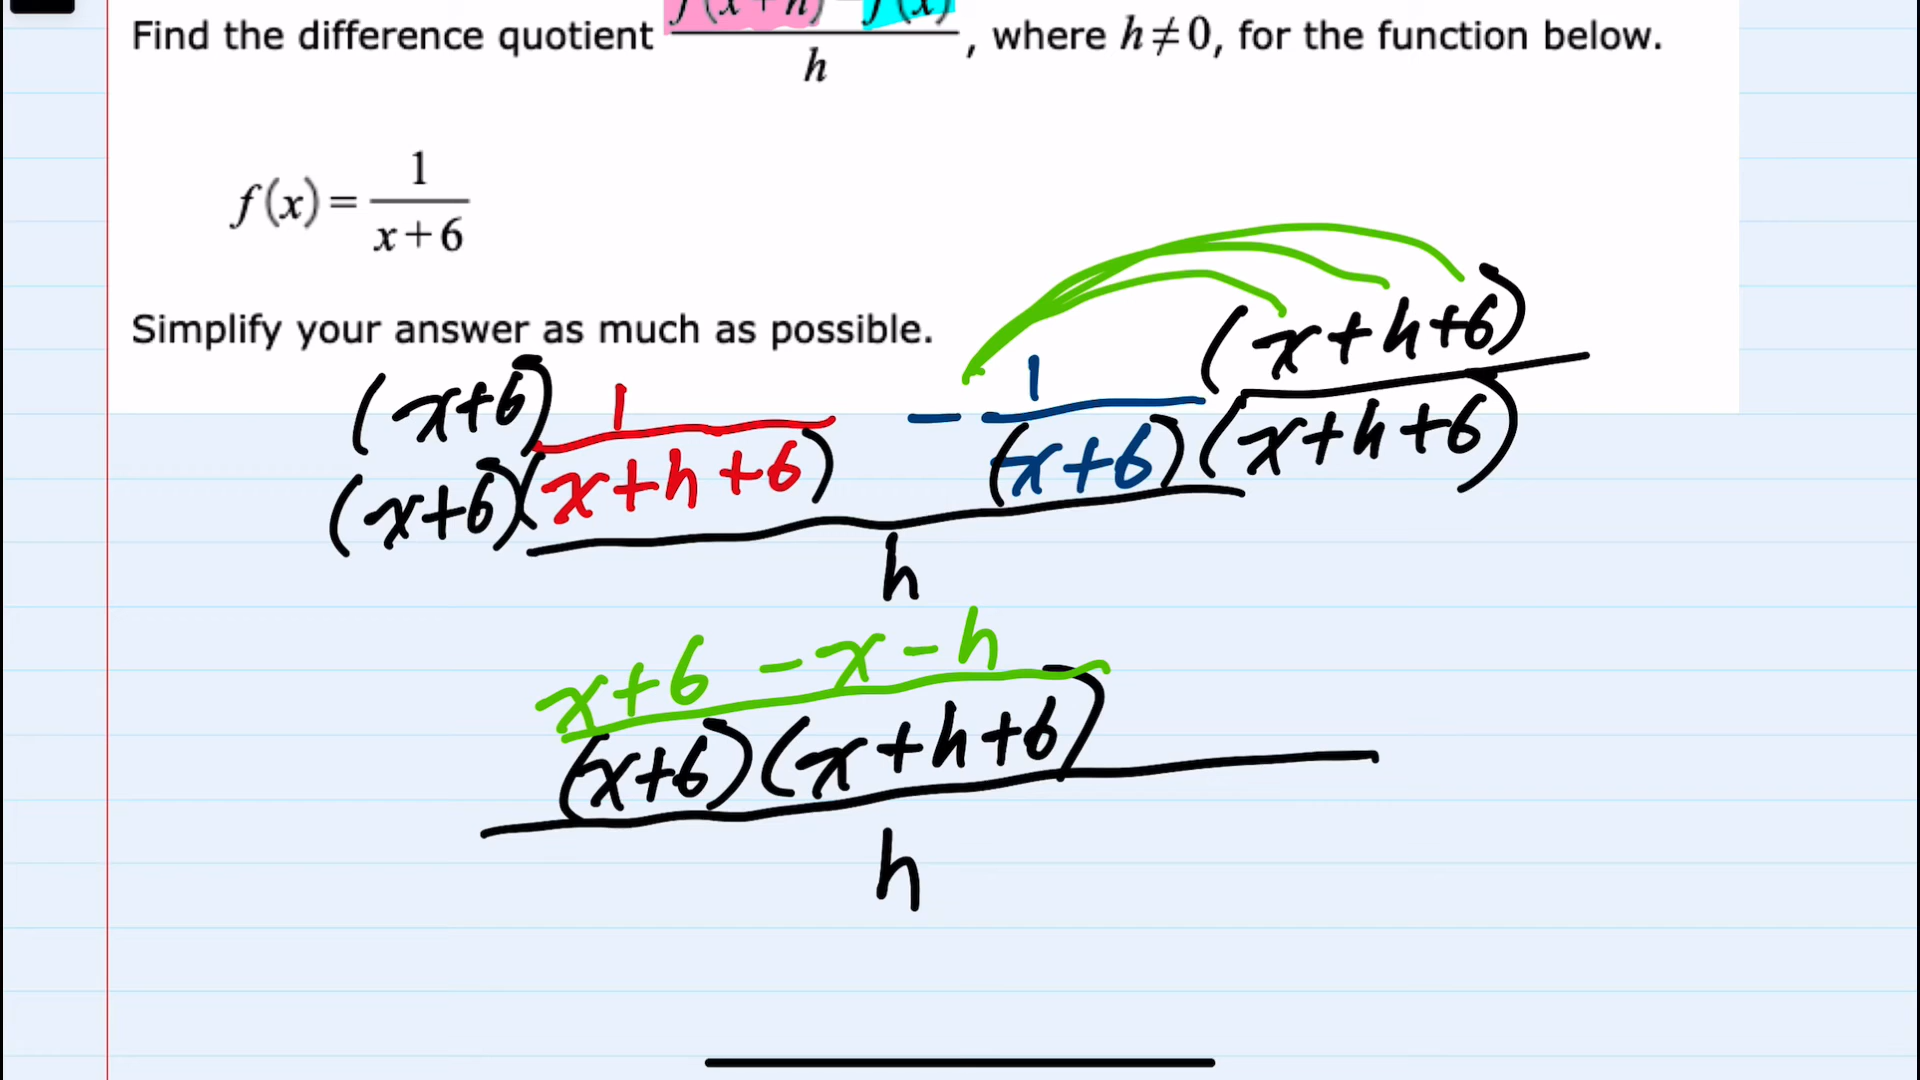 Find the difference quotient f(x+h)−f(x)/h, where h≠0, for the function below.
f(x)= 1/x+6
Simplify your answer as much as possible.
(x+6) 1 − 1 (x+h+6)
(x+6)(x+h+6) (x+6)(x+h+6)
h
x+6 −x−h
(x+6)(x+h+6)
h